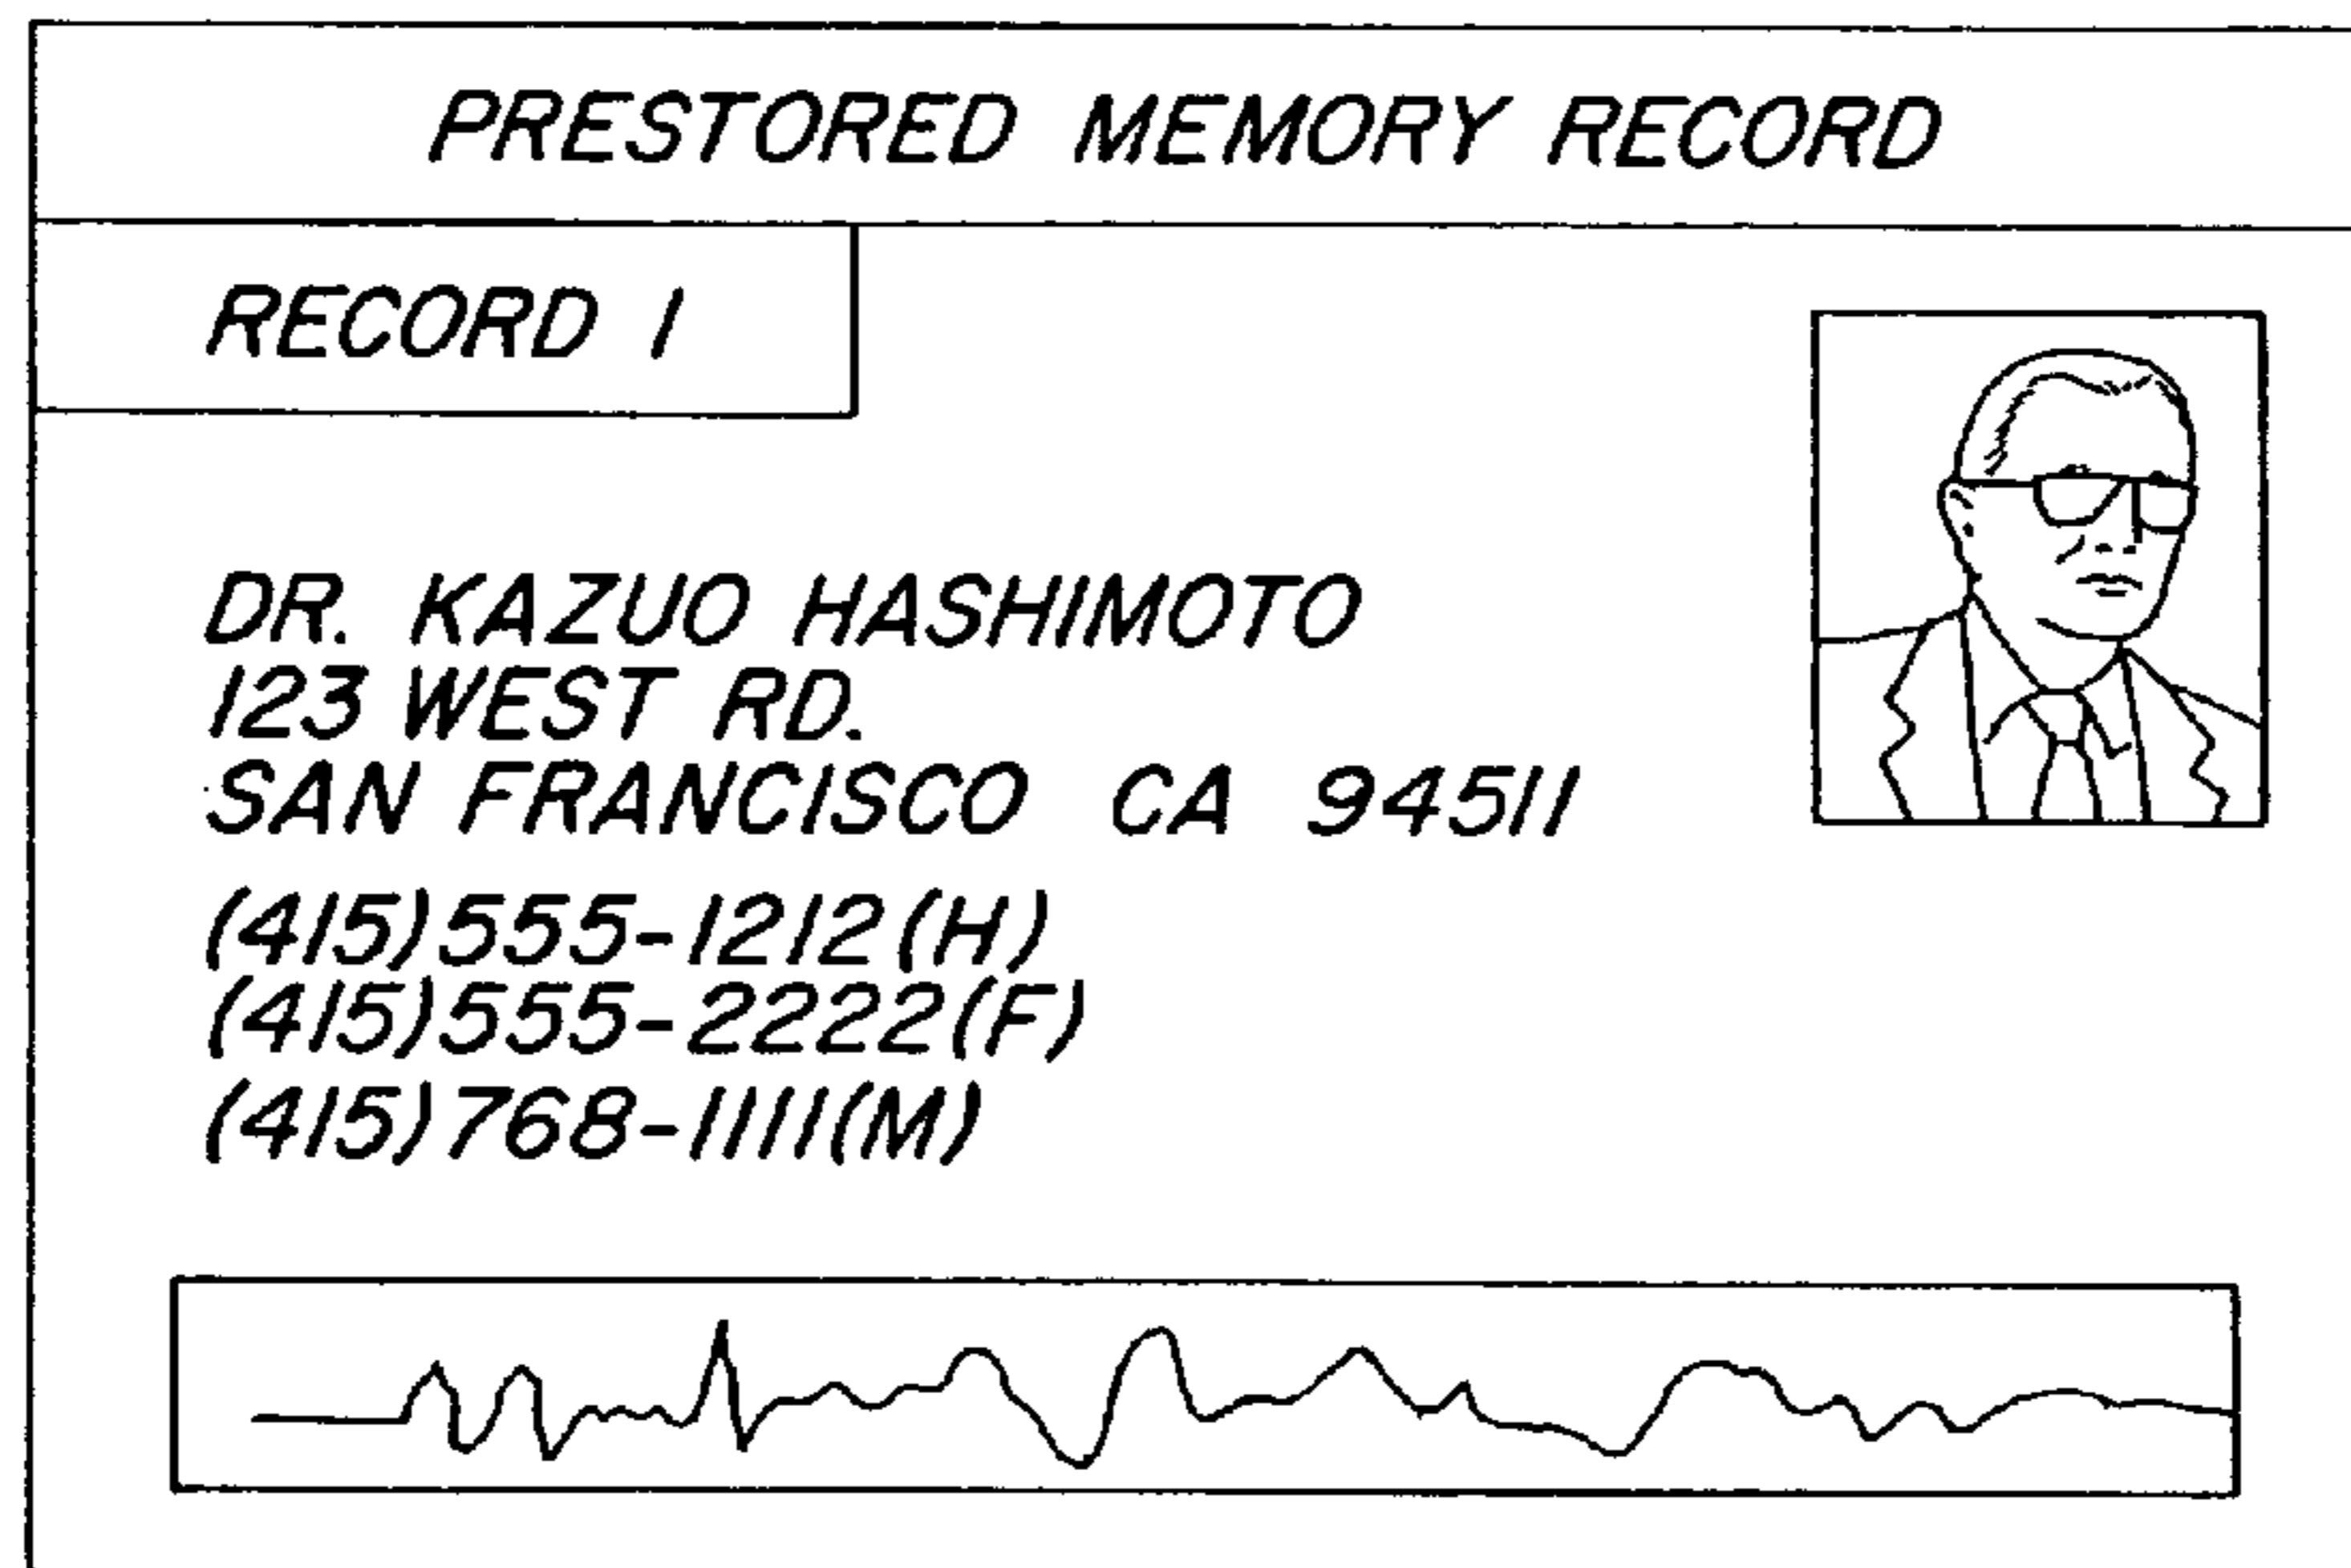 PRESTORED MEMORY RECORD
RECORD 1
DR. KAZUO HASHIMOTO
123 WEST RD.
SAN FRANCISCO CA 94511
(415)555-1212(H)
(415)555-2222(F)
(415)768-1111(M)